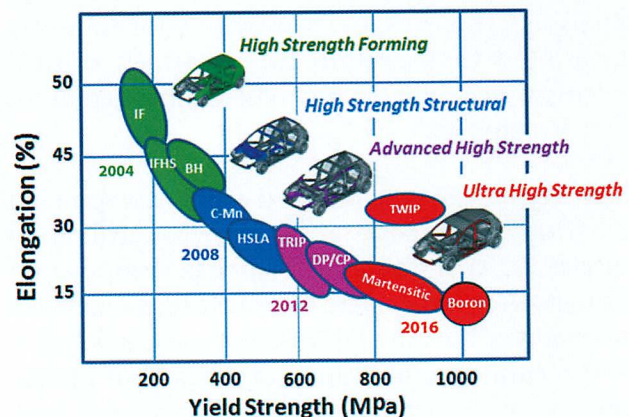 High Strength Forming
50
IF
High Strength Structural
Advanced High Strength
45
IFHS
BH
2004
Ultra High Strength
Elongation (%)
C-Mn
TWIP
30
HSLA
TRIP
2008
DP/CP
Martensitic
Boron
15
2012
2016
200
400
600
800
1000
Yield Strength (Mpa)